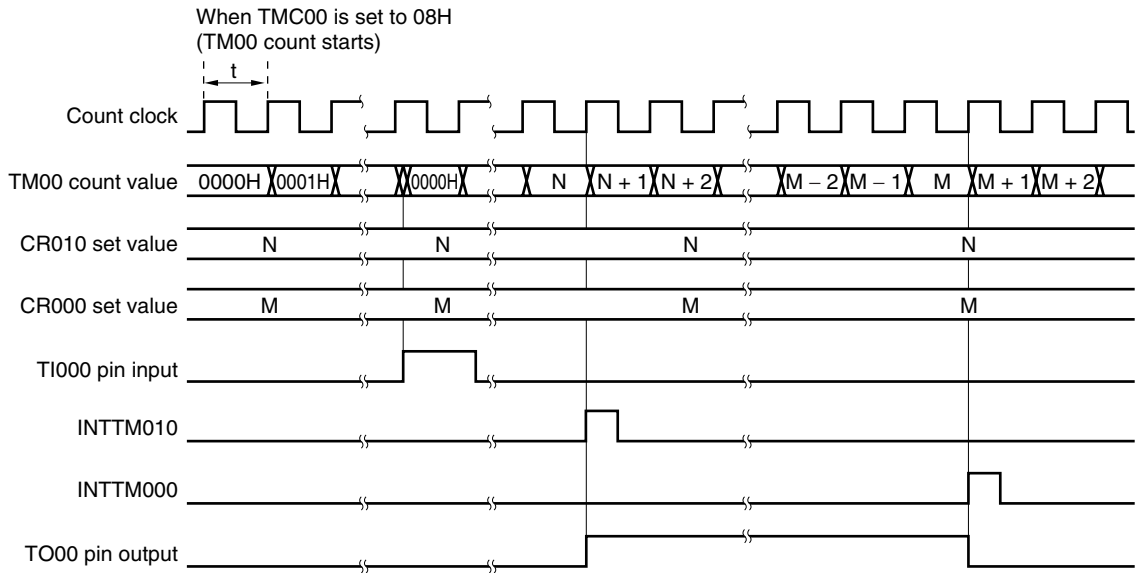 When TMC00 is set to 08H
(TM00 count starts)
t
Count clock
TM00 count value 0000H 0001H 0000H N N + 1 N + 2 M − 2 M − 1 M M + 1 M + 2
CR010 set value N N N N
CR000 set value M M M M
TI000 pin input
INTTM010
INTTM000
TO00 pin output